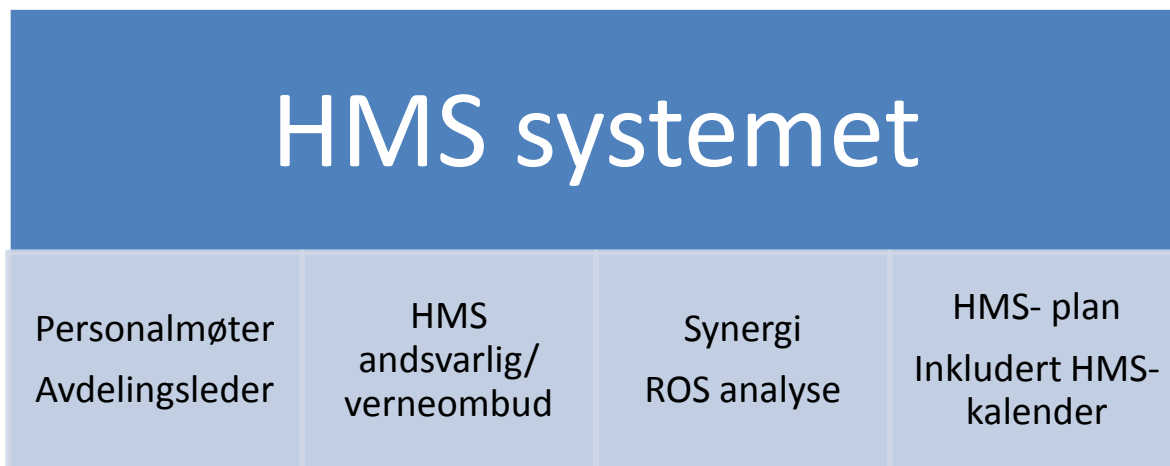 HMS systemet
Personalmøter
Avdelingsleder
HMS
andsvarlig/
verneombud
Synergi
ROS analyse
HMS- plan
Inkludert HMS-
kalender